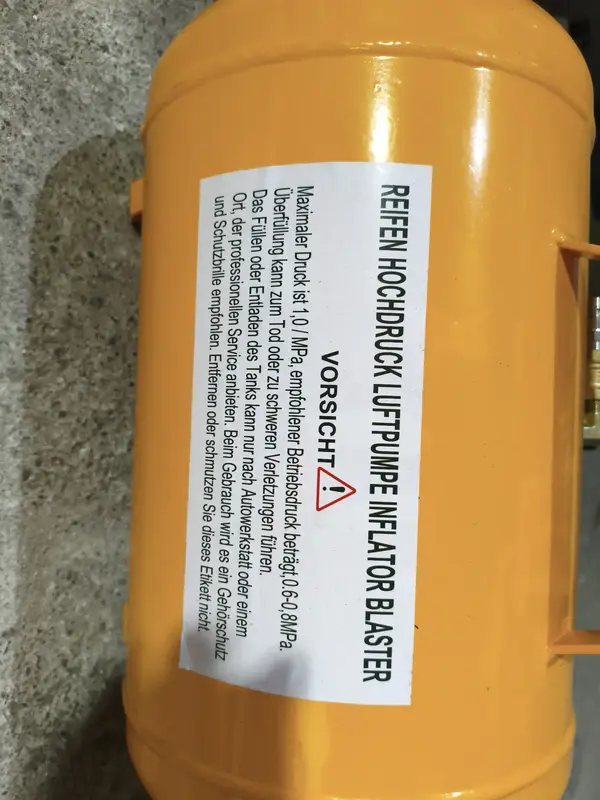 REIFEN HOCHDRUCK LUFTPUMPE INFLATOR BLASTER
VORSICHT
Maximaler Druck ist 1,0 / MPa, empfohlener Betriebsdruck beträgt,0.6-0,8MPa.
Überfüllung kann zum Tod oder zu schweren Verletzungen führen.
Das Füllen oder Entladen des Tanks kann nur nach Autowerkstatt oder einem
Ort, der professionellen Service anbieten. Beim Gebrauch wird es ein Gehörschutz
und Schutzbrille empfohlen. Entfernen oder schmutzen Sie dieses Etikett nicht.